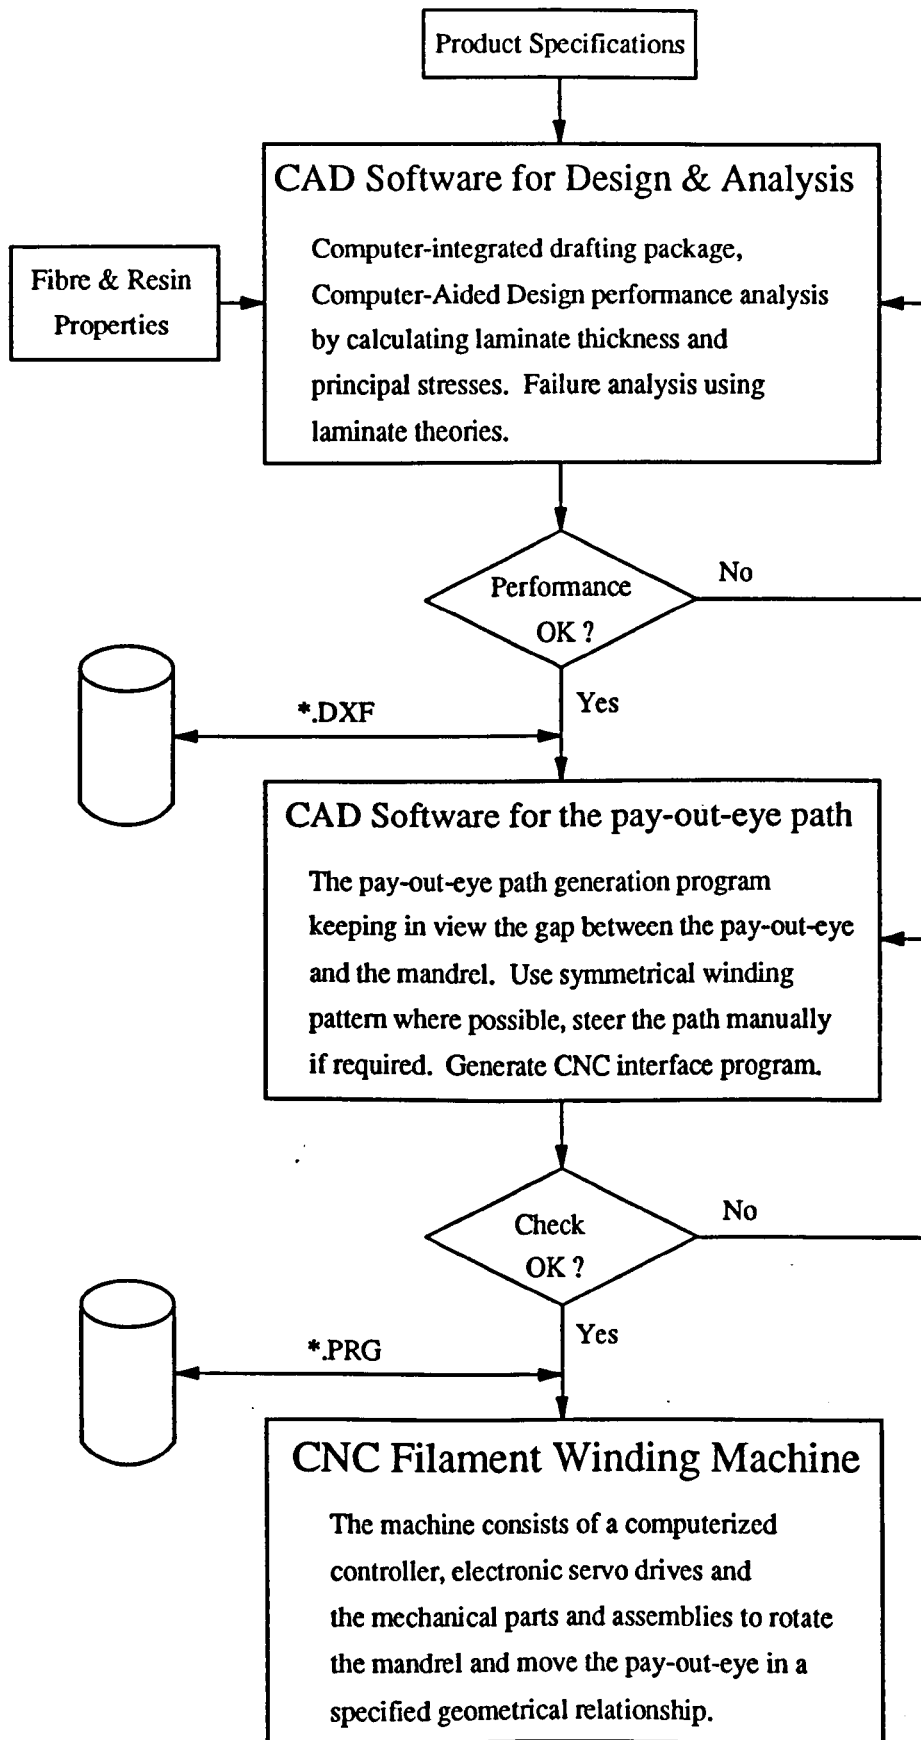 Product Specifications
CAD Software for Design & Analysis
Computer-integrated drafting package,
Computer-Aided Design performance analysis
by calculating laminate thickness and
principal stresses. Failure analysis using
laminate theories.
Fibre & Resin
Properties
Performance
OK ?
No
Yes
*.DXF
CAD Software for the pay-out-eye path
The pay-out-eye path generation program
keeping in view the gap between the pay-out-eye
and the mandrel. Use symmetrical winding
pattern where possible, steer the path manually
if required. Generate CNC interface program.
Check
OK ?
No
Yes
*.PRG
CNC Filament Winding Machine
The machine consists of a computerized
controller, electronic servo drives and
the mechanical parts and assemblies to rotate
the mandrel and move the pay-out-eye in a
specified geometrical relationship.